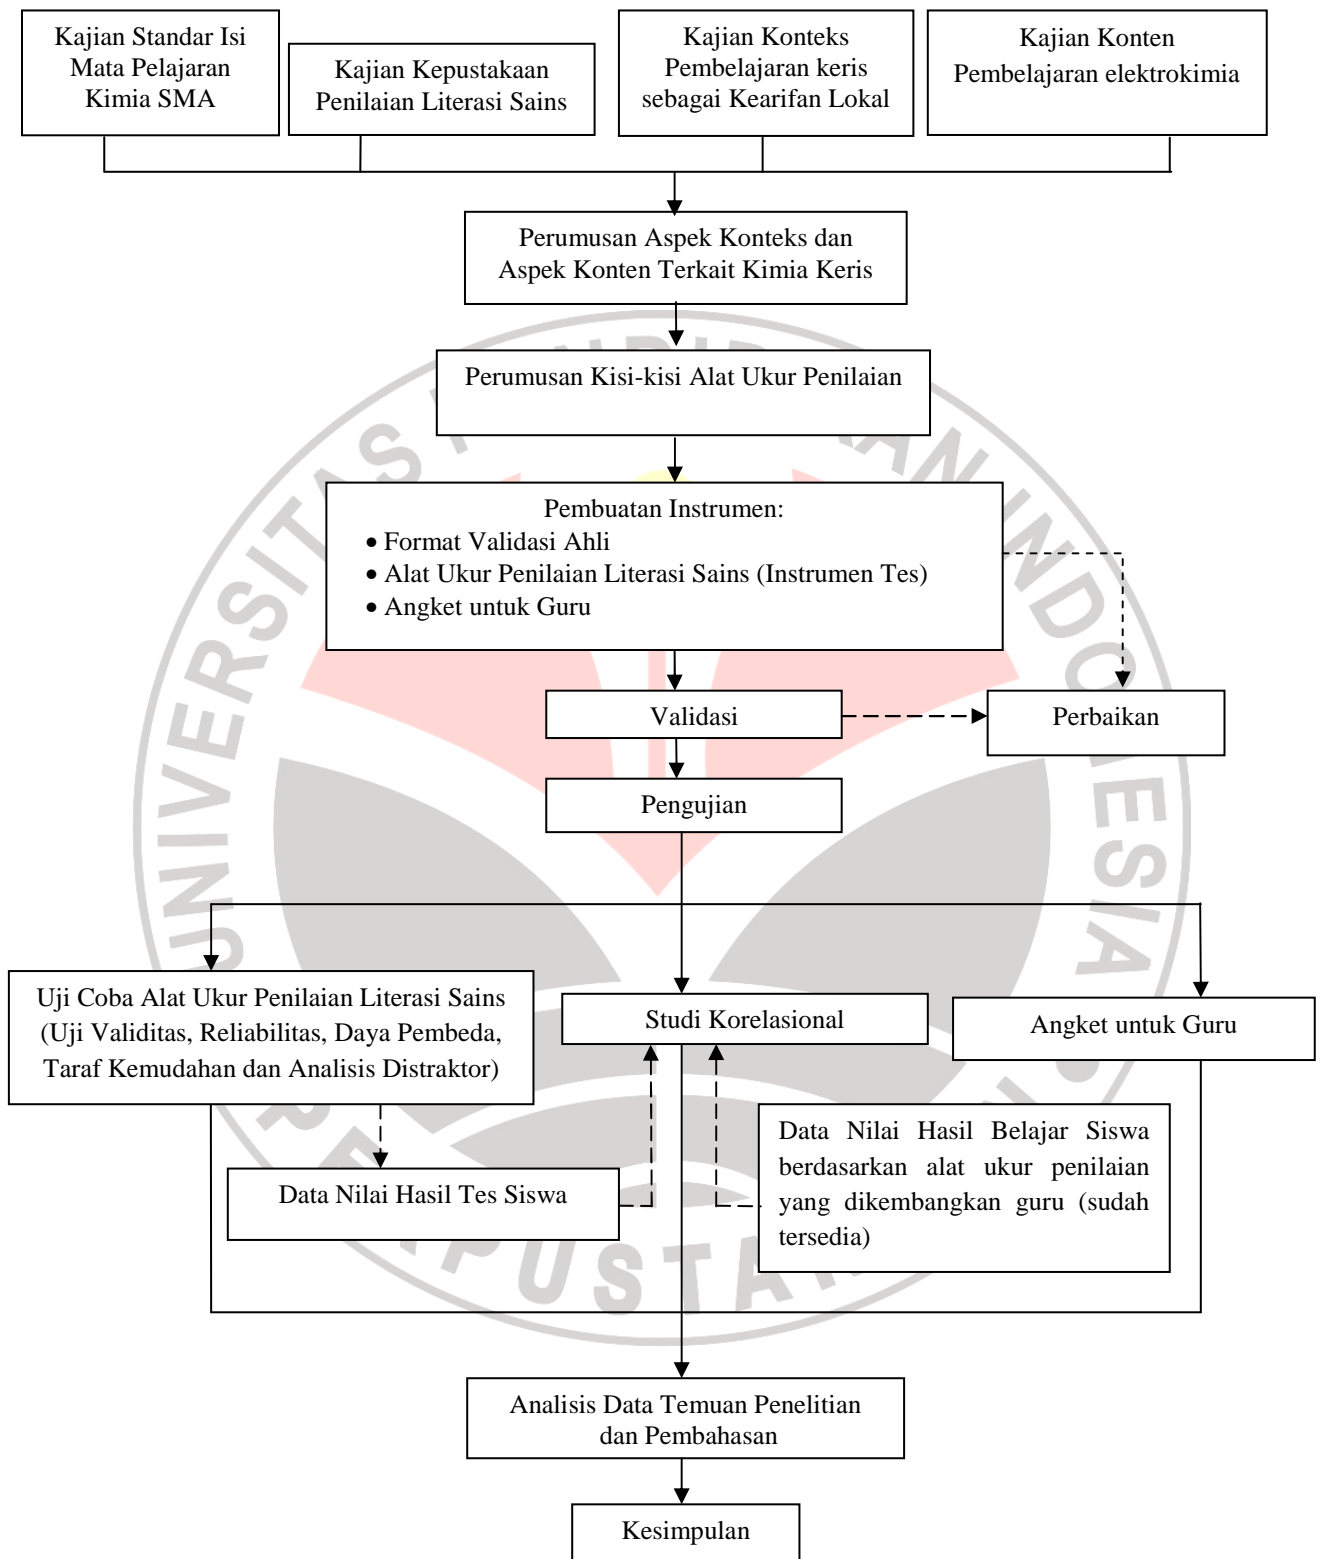 Kajian Standar Isi
Mata Pelajaran
Kimia SMA
Kajian Kepustakaan
Penilaian Literasi Sains
Kajian Konteks
Pembelajaran keris
sebagai Kearifan Lokal
Kajian Konten
Pembelajaran elektrokimia
Perumusan Aspek Konteks dan
Aspek Konten Terkait Kimia Keris
Perumusan Kisi-kisi Alat Ukur Penilaian
Pembuatan Instrumen:
• Format Validasi Ahli
• Alat Ukur Penilaian Literasi Sains (Instrumen Tes)
• Angket untuk Guru
Validasi
Perbaikan
Pengujian
Uji Coba Alat Ukur Penilaian Literasi Sains
(Uji Validitas, Reliabilitas, Daya Pembeda,
Taraf Kemudahan dan Analisis Distraktor)
Studi Korelasional
Angket untuk Guru
Data Nilai Hasil Tes Siswa
Data Nilai Hasil Belajar Siswa
berdasarkan alat ukur penilaian
yang dikembangkan guru (sudah
tersedia)
Analisis Data Temuan Penelitian
dan Pembahasan
Kesimpulan
UNIVERSITAS
INDONESIA